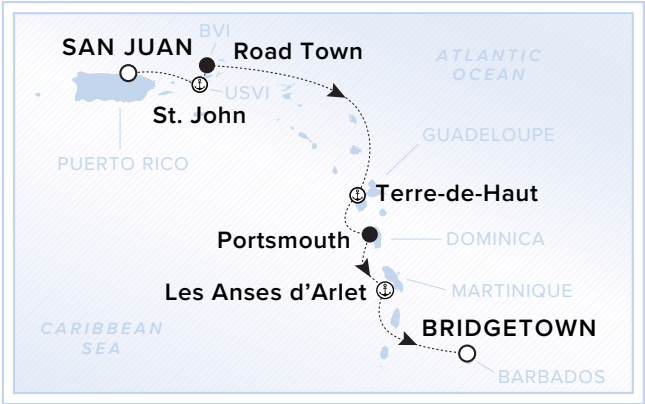 BVI
SAN JUAN
Road Town
ATLANTIC
OCEAN
USVI
St. John
GUADELOUPE
PUERTO RICO
Terre-de-Haut
Portsmouth
DOMINICA
Les Anses d’Arlet
MARTINIQUE
CARIBBEAN
SEA
BRIDGETOWN
BARBADOS